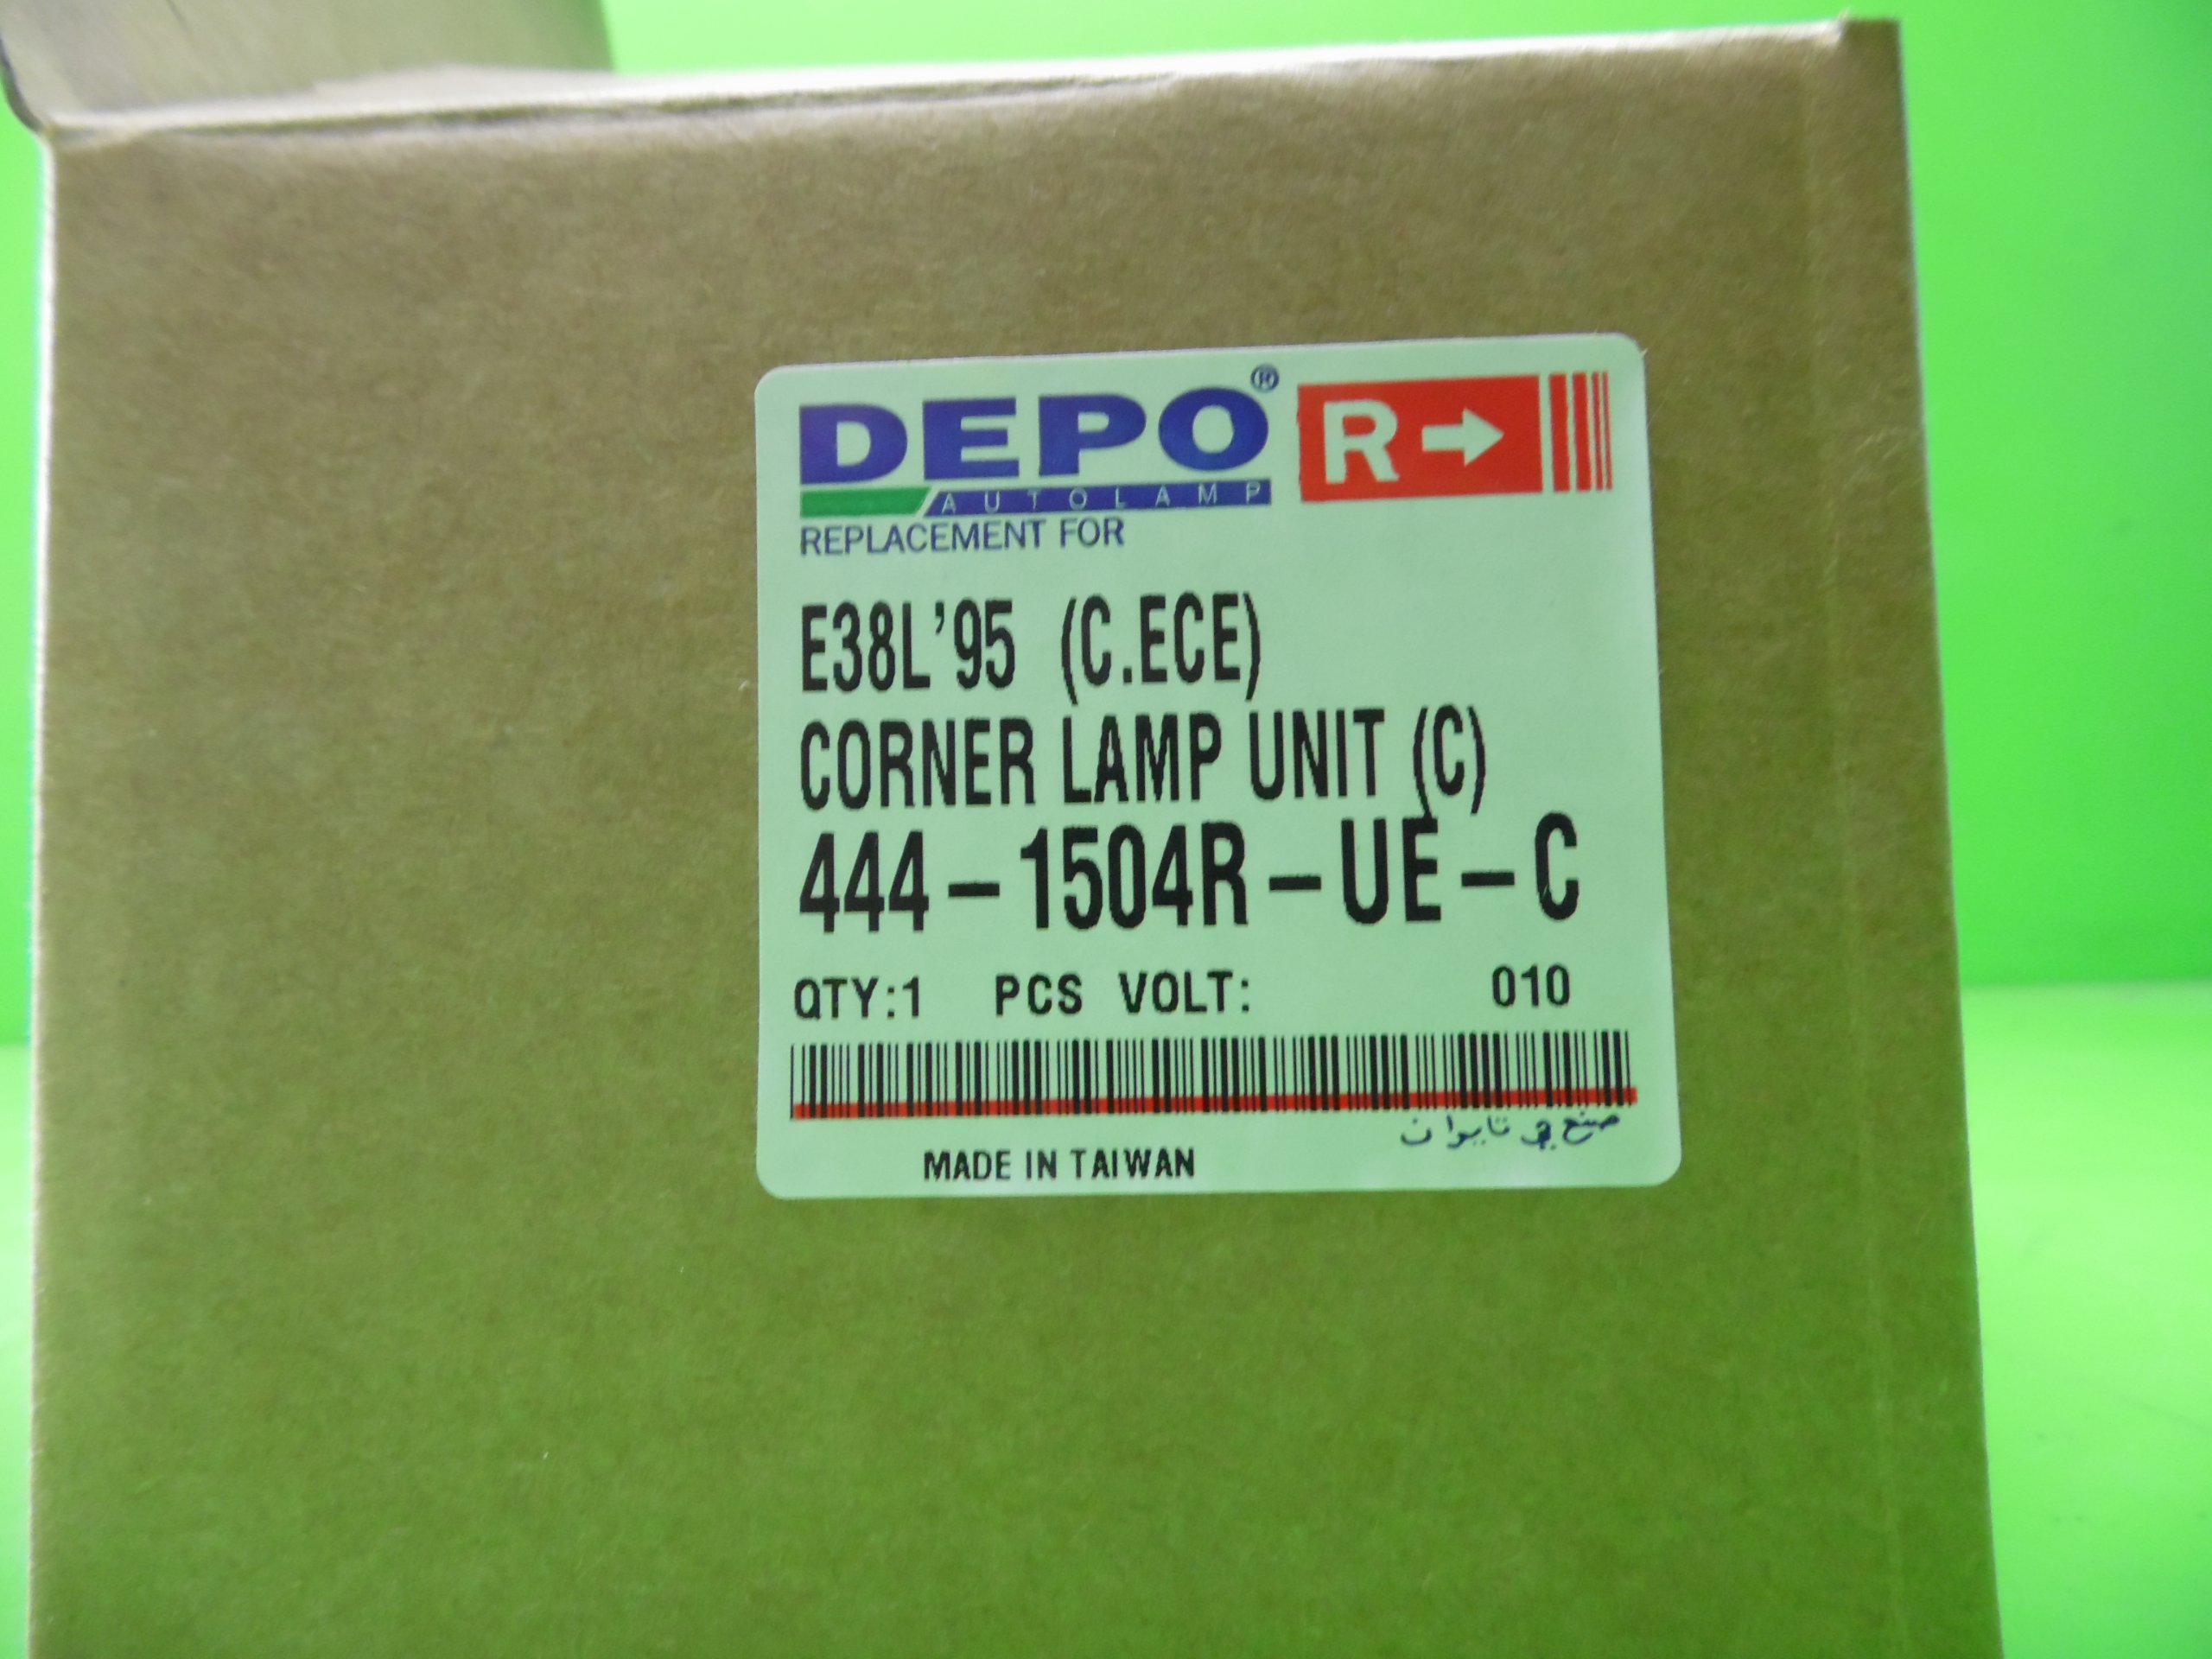 DEPO® R
AUTOLAMP
REPLACEMENT FOR
E38L'95 (C.ECE)
CORNER LAMP UNIT (C)
444-1504R-UE-C
QTY:1 PCS VOLT: 010
صنع في تايوان
MADE IN TAIWAN